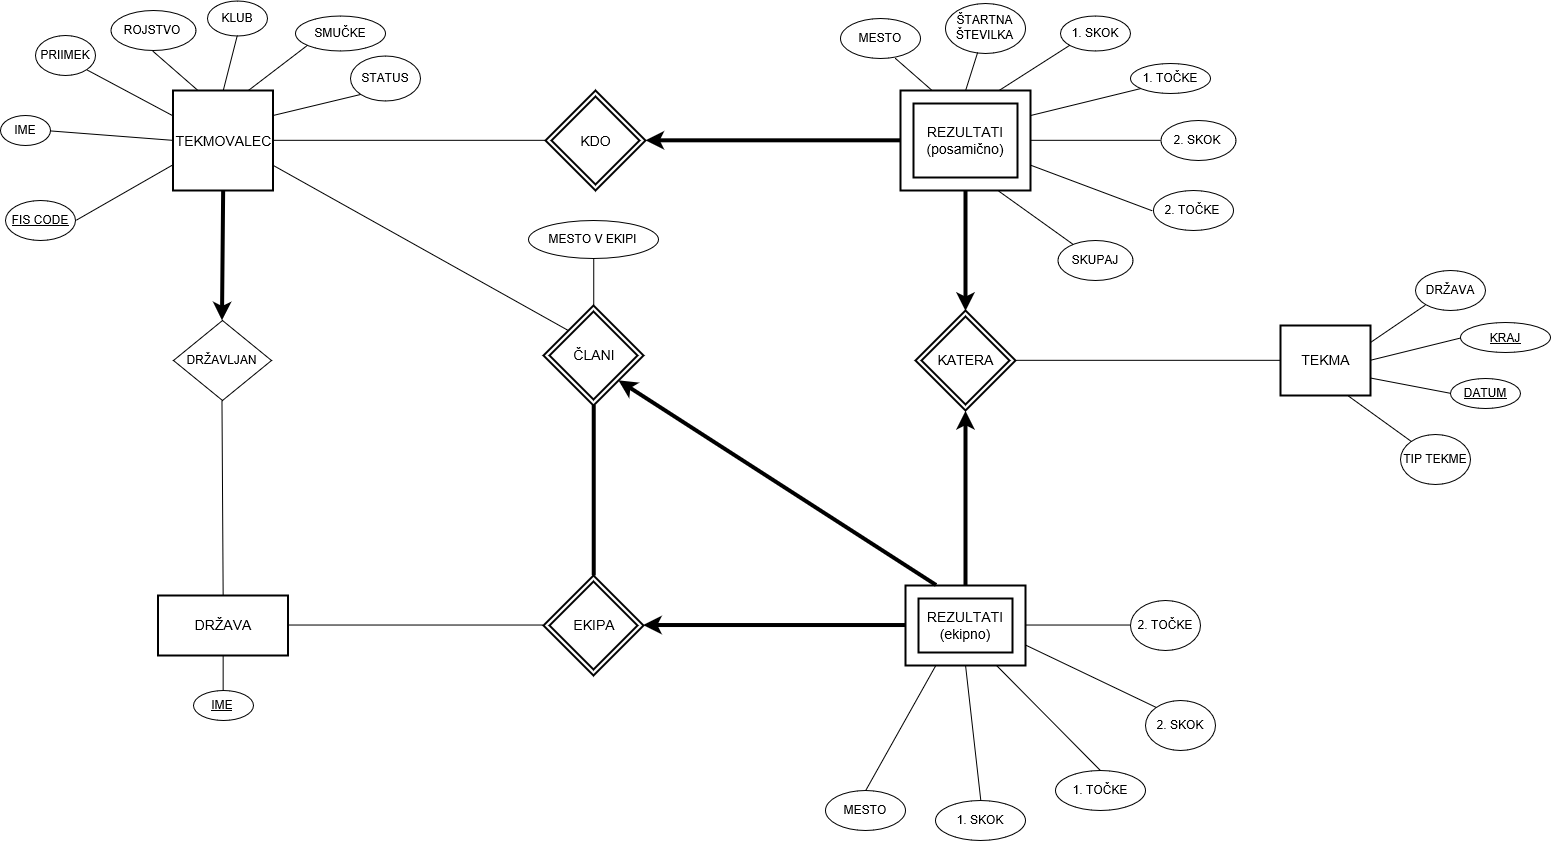 KLUB
ROJSTVO
SMUČKE
PRIIMEK
STATUS
IME
TEKMOVALEC
FIS CODE
KDO
ŠTARTNA
ŠTEVILKA
MESTO
1. SKOK
1. TOČKE
REZULTATI
(posamično)
2. SKOK
2. TOČKE
SKUPAJ
MESTO V EKIPI
DRŽAVLJAN
ČLANI
KATERA
TEKMA
DRŽAVA
KRAJ
DATUM
TIP TEKME
DRŽAVA
IME
EKIPA
REZULTATI
(ekipno)
2. TOČKE
2. SKOK
1. TOČKE
1. SKOK
MESTO